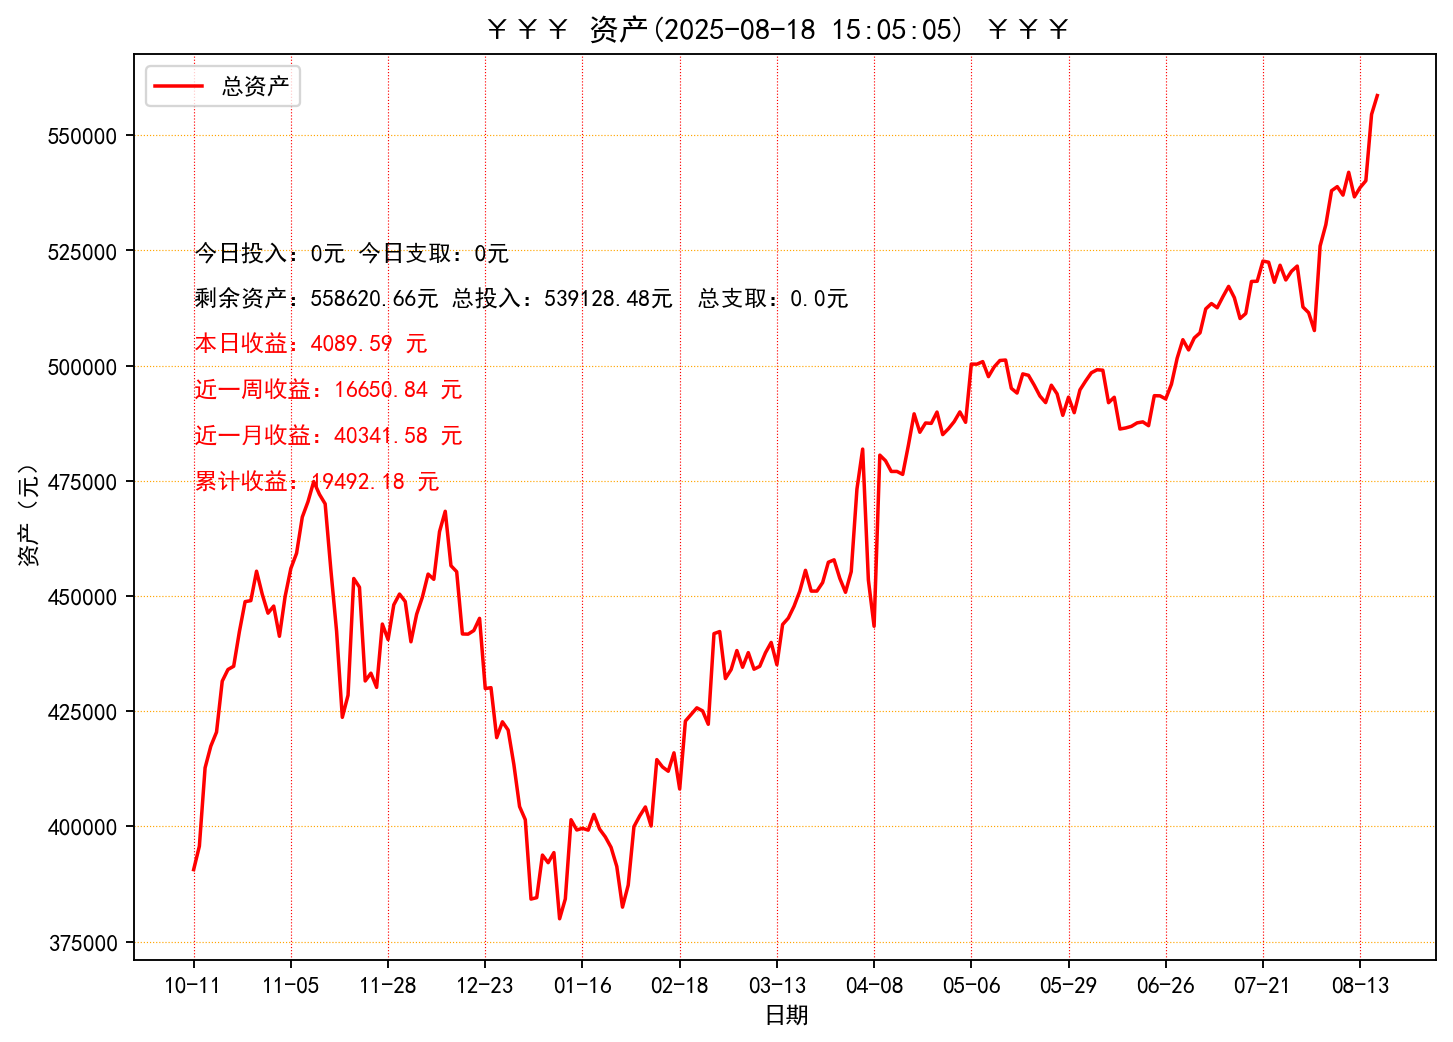 ￥￥￥ 资产(2025-08-18 15:05:05) ￥￥￥
总资产
550000
525000
500000
475000
450000
425000
400000
375000
资产（元）
今日投入：0元 今日支取：0元
剩余资产：558620.66元 总投入：539128.48元 总支取：0.0元
本日收益：4089.59 元
近一周收益：16650.84 元
近一月收益：40341.58 元
累计收益：19492.18 元
10-11 11-05 11-28 12-23 01-16 02-18 03-13 04-08 05-06 05-29 06-26 07-21 08-13
日期